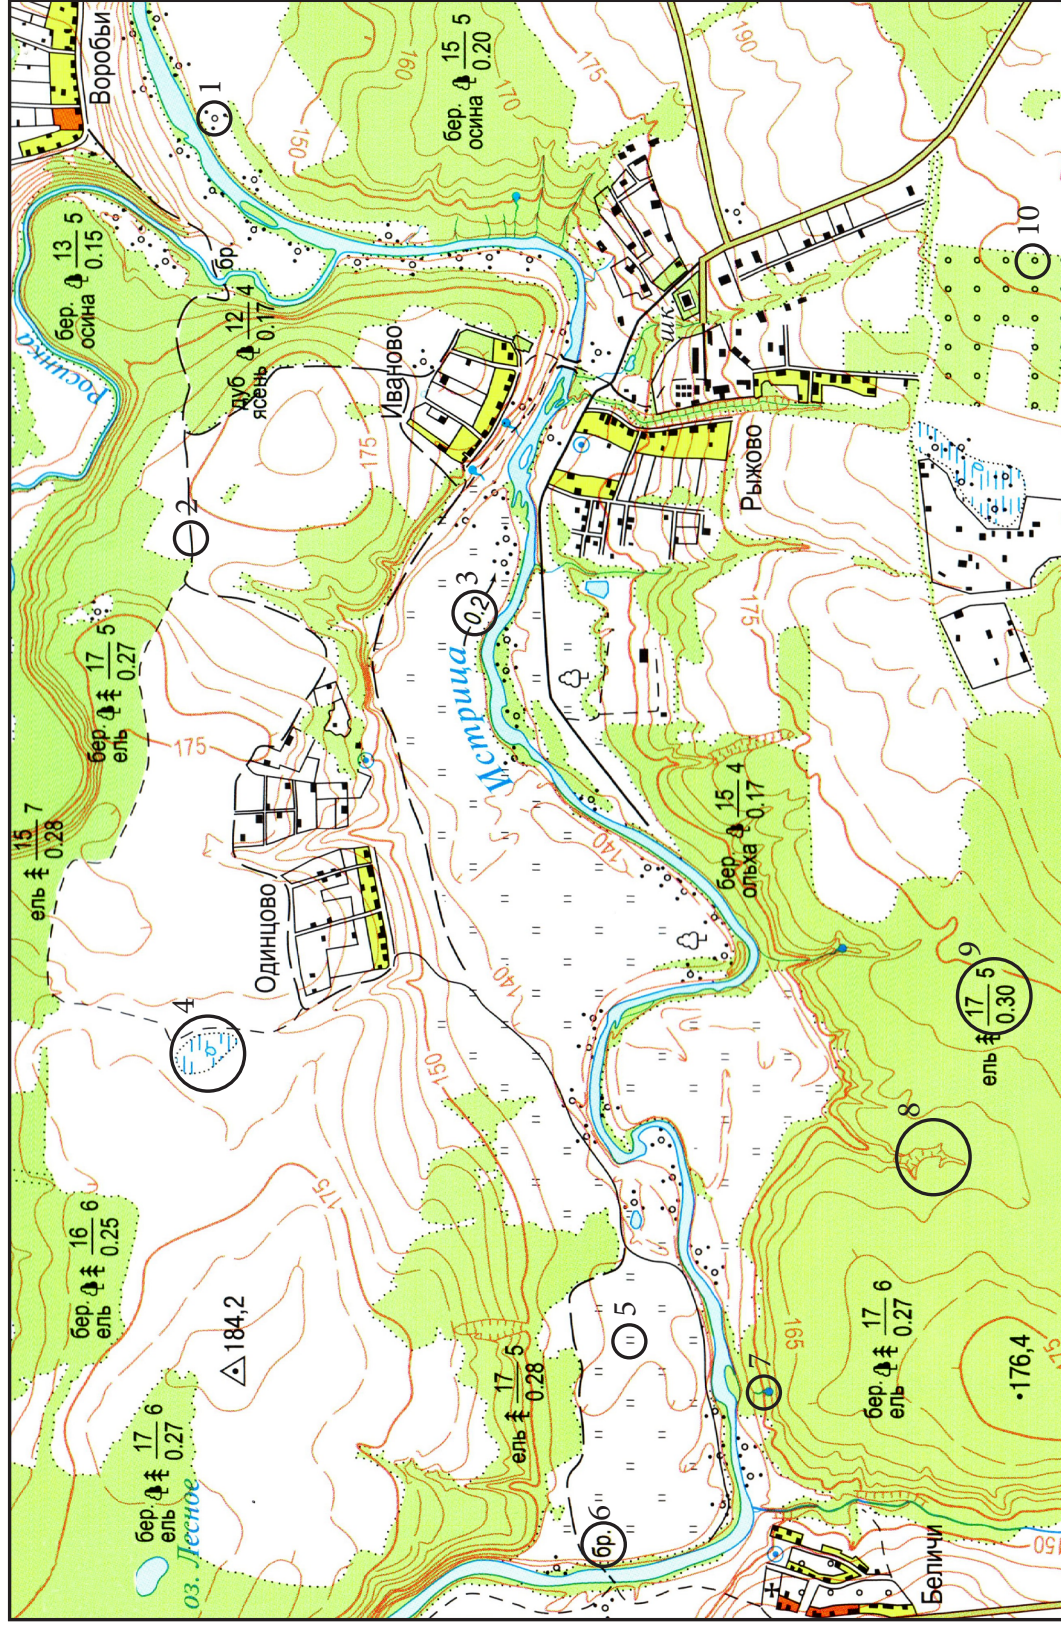 Воробьи
1
бер.
осина
15
0.20
5
150
160
170
175
190
Росинка
бер.
осина
13
0.15
5
бр.
дуб
ясень
12
0.17
4
Иваново
175
2
шк.
10
Рыжово
175
Истрица
0.2
3
бер.
ель
17
0.27
5
175
ель
15
0.28
7
Одинцово
4
140
140
150
бер.
ольха
15
0.17
4
ель
17
0.30
5
9
8
175
бер.
ель
16
0.25
6
184,2
5
ель
17
0.28
5
7
165
бер.
ель
17
0.27
6
176,4
175
бер.
ель
17
0.27
6
оз. Лесное
бр.
6
Беличи
150